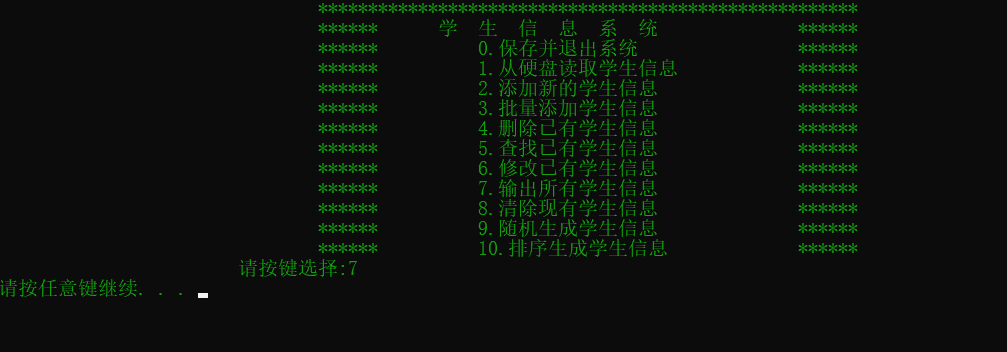 ******************************************************
****** 学 生 信 息 系 统 ******
****** 0.保存并退出系统 ******
****** 1.从硬盘读取学生信息 ******
****** 2.添加新的学生信息 ******
****** 3.批量添加学生信息 ******
****** 4.删除已有学生信息 ******
****** 5.查找已有学生信息 ******
****** 6.修改已有学生信息 ******
****** 7.输出所有学生信息 ******
****** 8.清除现有学生信息 ******
****** 9.随机生成学生信息 ******
****** 10.排序生成学生信息 ******
请按键选择:7
请按任意键继续. . .